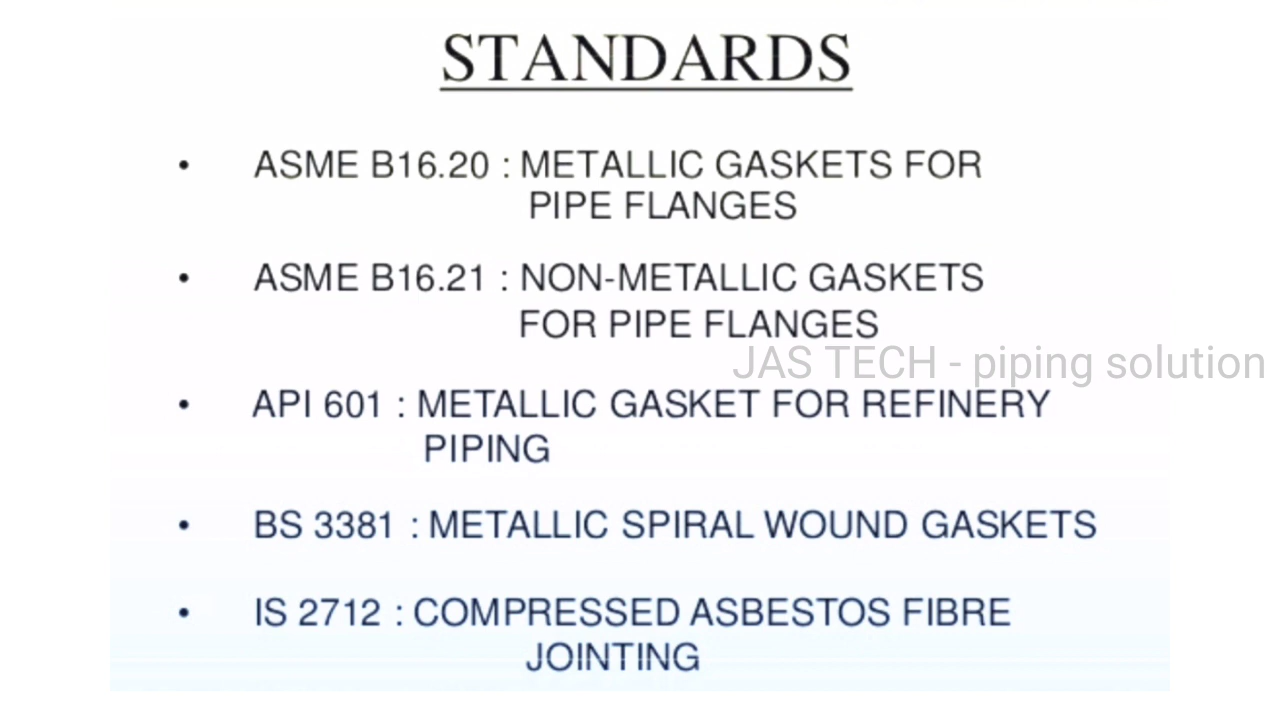 STANDARDS
• ASME B16.20 : METALLIC GASKETS FOR
PIPE FLANGES
• ASME B16.21 : NON-METALLIC GASKETS
FOR PIPE FLANGES
JAS TECH - piping solution
• API 601 : METALLIC GASKET FOR REFINERY
PIPING
• BS 3381 : METALLIC SPIRAL WOUND GASKETS
• IS 2712 : COMPRESSED ASBESTOS FIBRE
JOINTING